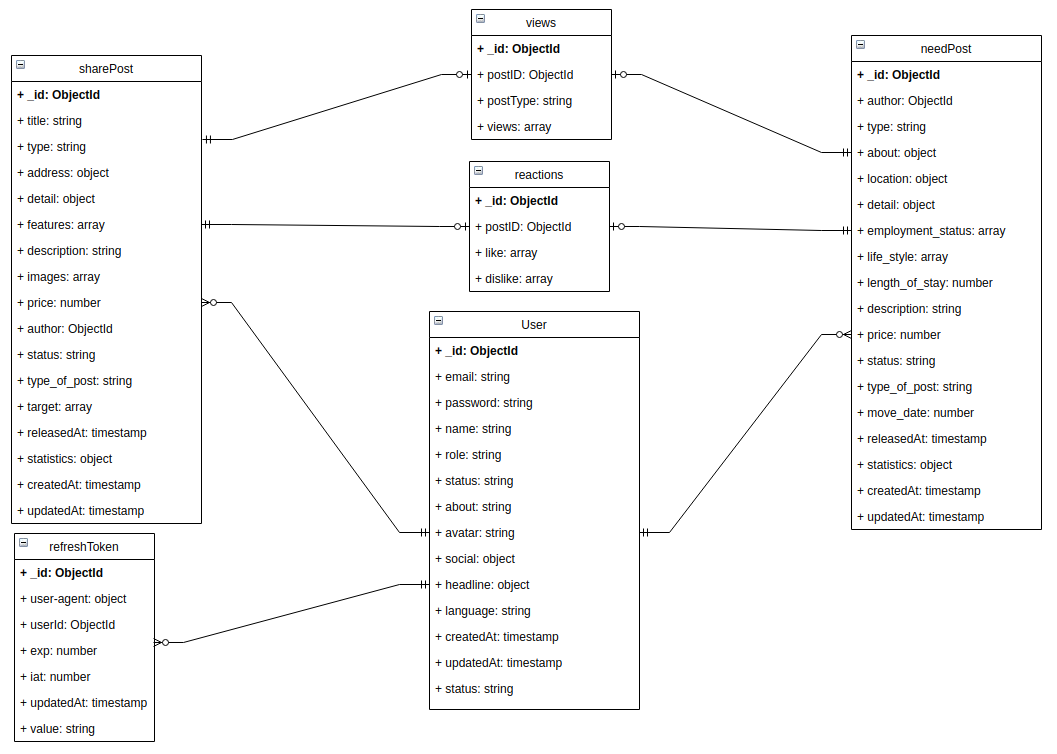 sharePost
+ _id: ObjectId
+ title: string
+ type: string
+ address: object
+ detail: object
+ features: array
+ description: string
+ images: array
+ price: number
+ author: ObjectId
+ status: string
+ type_of_post: string
+ target: array
+ releasedAt: timestamp
+ statistics: object
+ createdAt: timestamp
+ updatedAt: timestamp
refreshToken
+ _id: ObjectId
+ user-agent: object
+ userId: ObjectId
+ exp: number
+ iat: number
+ updatedAt: timestamp
+ value: string
views
+ _id: ObjectId
+ postID: ObjectId
+ postType: string
+ views: array
reactions
+ _id: ObjectId
+ postID: ObjectId
+ like: array
+ dislike: array
User
+ _id: ObjectId
+ email: string
+ password: string
+ name: string
+ role: string
+ status: string
+ about: string
+ avatar: string
+ social: object
+ headline: object
+ language: string
+ createdAt: timestamp
+ updatedAt: timestamp
+ status: string
needPost
+ _id: ObjectId
+ author: ObjectId
+ type: string
+ about: object
+ location: object
+ detail: object
+ employment_status: array
+ life_style: array
+ length_of_stay: number
+ description: string
+ price: number
+ status: string
+ type_of_post: string
+ move_date: number
+ releasedAt: timestamp
+ statistics: object
+ createdAt: timestamp
+ updatedAt: timestamp